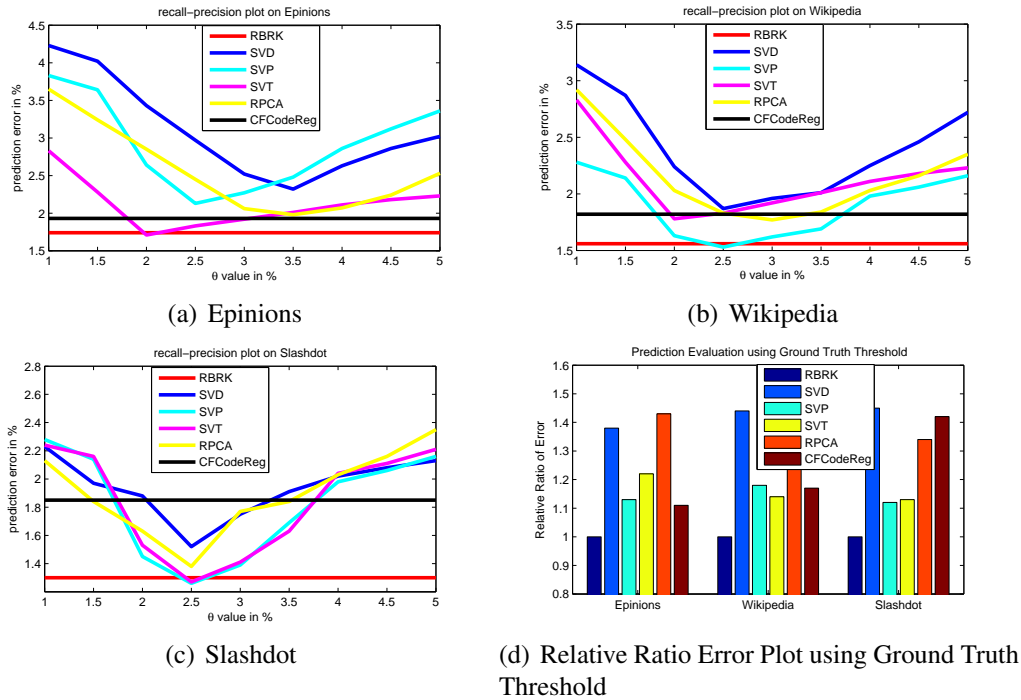 recall−precision plot on Epinions
4.5
4
3.5
3
2.5
2
1.5
prediction error in %
RBRK
SVD
SVP
SVT
RPCA
CFCodeReg
1 1.5 2 2.5 3 3.5 4 4.5 5
θ value in %
(a) Epinions
recall−precision plot on Wikipedia
3.5
3
2.5
2
1.5
prediction error in %
RBRK
SVD
SVP
SVT
RPCA
CFCodeReg
1 1.5 2 2.5 3 3.5 4 4.5 5
θ value in %
(b) Wikipedia
recall−precision plot on Slashdot
2.8
2.6
2.4
2.2
2
1.8
1.6
1.4
prediction error in %
RBRK
SVD
SVP
SVT
RPCA
CFCodeReg
1 1.5 2 2.5 3 3.5 4 4.5 5
θ value in %
(c) Slashdot
Prediction Evaluation using Ground Truth Threshold
1.6
1.5
1.4
1.3
1.2
1.1
1
0.9
0.8
Relative Ratio of Error
RBRK
SVD
SVP
SVT
RPCA
CFCodeReg
Epinions Wikipedia Slashdot
(d) Relative Ratio Error Plot using Ground Truth
Threshold